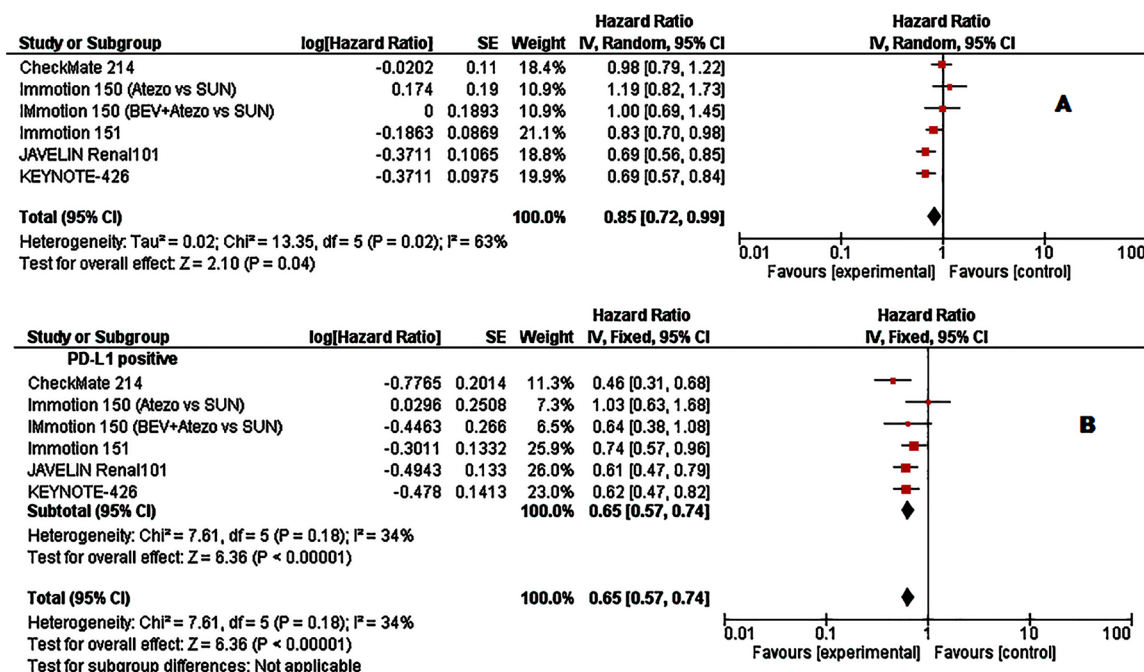 Hazard Ratio Hazard Ratio
Study or Subgroup log[Hazard Ratio] SE Weight IV, Random, 95% CI IV, Random, 95% CI
CheckMate 214 -0.0202 0.11 18.4% 0.98 [0.79, 1.22]
Immotion 150 (Atezo vs SUN) 0.174 0.19 10.9% 1.19 [0.82, 1.73]
IMmotion 150 (BEV+Atezo vs SUN) 0 0.1893 10.9% 1.00 [0.69, 1.45] A
Immotion 151 -0.1863 0.0869 21.1% 0.83 [0.70, 0.98]
JAVELIN Renal101 -0.3711 0.1065 18.8% 0.69 [0.56, 0.85]
KEYNOTE-426 -0.3711 0.0975 19.9% 0.69 [0.57, 0.84]
Total (95% CI) 100.0% 0.85 [0.72, 0.99]
Heterogeneity: Tau² = 0.02; Chi² = 13.35, df = 5 (P = 0.02); I² = 63%
Test for overall effect: Z = 2.10 (P = 0.04)
0.01 0.1 1 10 100
Favours [experimental] Favours [control]
Hazard Ratio Hazard Ratio
Study or Subgroup log[Hazard Ratio] SE Weight IV, Fixed, 95% CI IV, Fixed, 95% CI
PD-L1 positive
CheckMate 214 -0.7765 0.2014 11.3% 0.46 [0.31, 0.68]
Immotion 150 (Atezo vs SUN) 0.0296 0.2508 7.3% 1.03 [0.63, 1.68]
IMmotion 150 (BEV+Atezo vs SUN) -0.4463 0.266 6.5% 0.64 [0.38, 1.08] B
Immotion 151 -0.3011 0.1332 25.9% 0.74 [0.57, 0.96]
JAVELIN Renal101 -0.4943 0.133 26.0% 0.61 [0.47, 0.79]
KEYNOTE-426 -0.478 0.1413 23.0% 0.62 [0.47, 0.82]
Subtotal (95% CI) 100.0% 0.65 [0.57, 0.74]
Heterogeneity: Chi² = 7.61, df = 5 (P = 0.18); I² = 34%
Test for overall effect: Z = 6.36 (P < 0.00001)
Total (95% CI) 100.0% 0.65 [0.57, 0.74]
Heterogeneity: Chi² = 7.61, df = 5 (P = 0.18); I² = 34%
Test for overall effect: Z = 6.36 (P < 0.00001)
Test for subgroup differences: Not applicable
0.01 0.1 1 10 100
Favours [experimental] Favours [control]